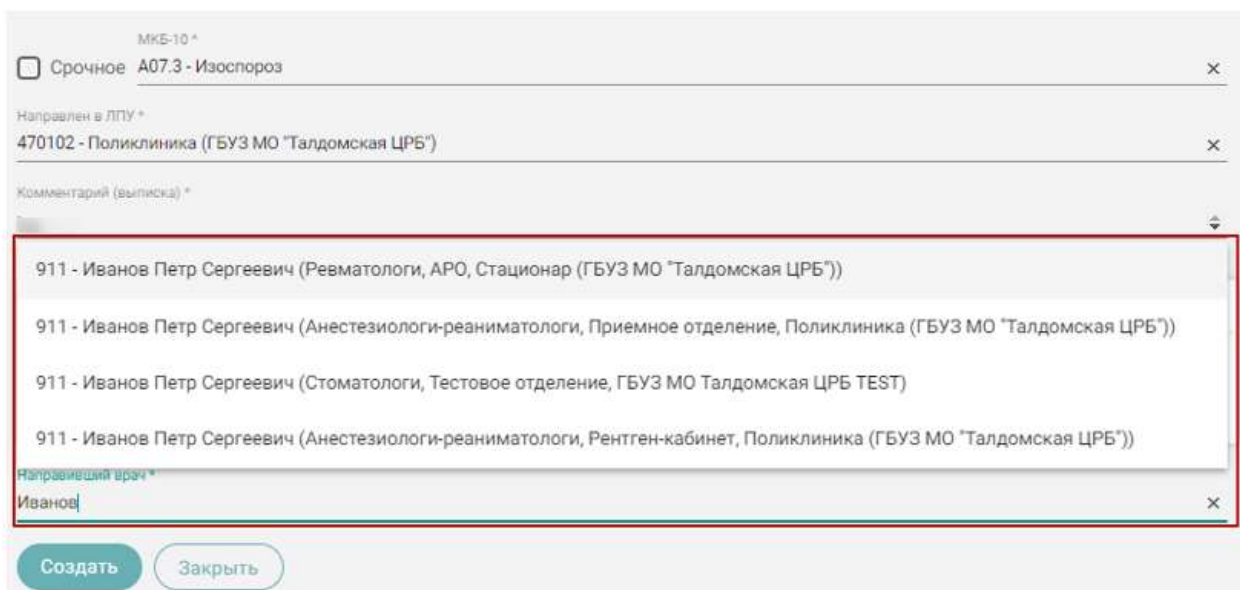 МКБ-10 *
Срочное А07.3 - Изоспороз
Направлен в ЛПУ *
470102 - Поликлиника (ГБУЗ МО "Талдомская ЦРБ")
Комментарий (выписка) *
911 - Иванов Петр Сергеевич (Ревматологи, АРО, Стационар (ГБУЗ МО "Талдомская ЦРБ"))
911 - Иванов Петр Сергеевич (Анестезиологи-реаниматологи, Приемное отделение, Поликлиника (ГБУЗ МО "Талдомская ЦРБ"))
911 - Иванов Петр Сергеевич (Стоматологи, Тестовое отделение, ГБУЗ МО Талдомская ЦРБ TEST)
911 - Иванов Петр Сергеевич (Анестезиологи-реаниматологи, Рентген-кабинет, Поликлиника (ГБУЗ МО "Талдомская ЦРБ"))
Направивший врач *
Иванов
Создать Закрыть